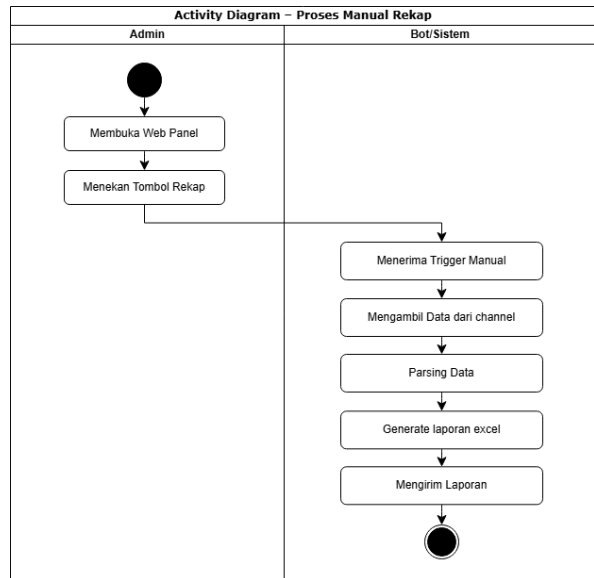 Activity Diagram – Proses Manual Rekap
Admin
Bot/Sistem
Membuka Web Panel
Menekan Tombol Rekap
Menerima Trigger Manual
Mengambil Data dari channel
Parsing Data
Generate laporan excel
Mengirim Laporan